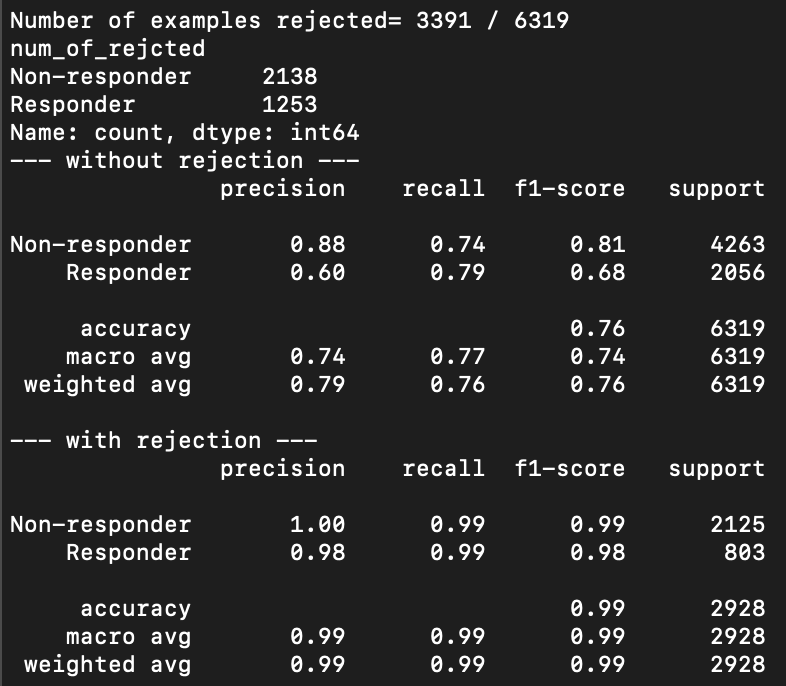 Number of examples rejected= 3391 / 6319
num_of_rejcted
Non-responder     2138
Responder         1253
Name: count, dtype: int64
--- without rejection ---
               precision    recall  f1-score   support

Non-responder       0.88      0.74      0.81      4263
    Responder       0.60      0.79      0.68      2056

     accuracy                           0.76      6319
    macro avg       0.74      0.77      0.74      6319
 weighted avg       0.79      0.76      0.76      6319

--- with rejection ---
               precision    recall  f1-score   support

Non-responder       1.00      0.99      0.99      2125
    Responder       0.98      0.99      0.98       803

     accuracy                           0.99      2928
    macro avg       0.99      0.99      0.99      2928
 weighted avg       0.99      0.99      0.99      2928